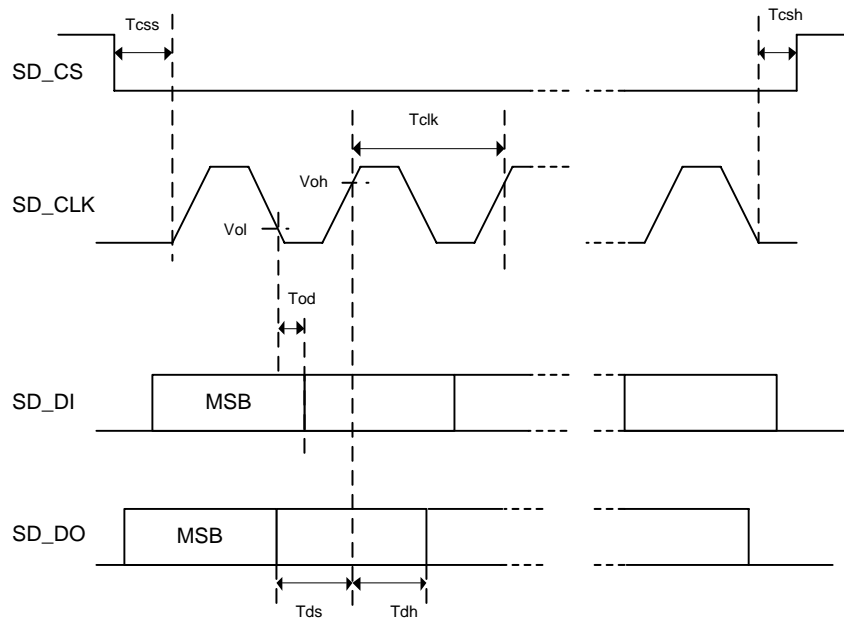 Tcss
Tcsh
SD_CS
Tclk
Voh
SD_CLK
Vol
Tod
SD_DI
MSB
SD_DO
MSB
Tds
Tdh